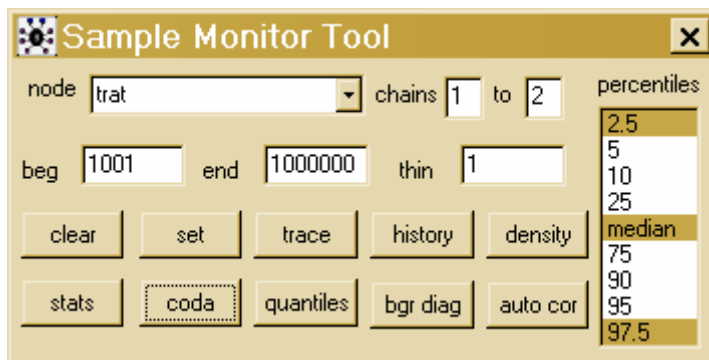 Sample Monitor Tool
node trat chains 1 to 2 percentiles
beg 1001 end 1000000 thin 1
2.5
5
10
25
median
75
90
95
97.5
clear set trace history density
stats coda quantiles bgr diag auto cor